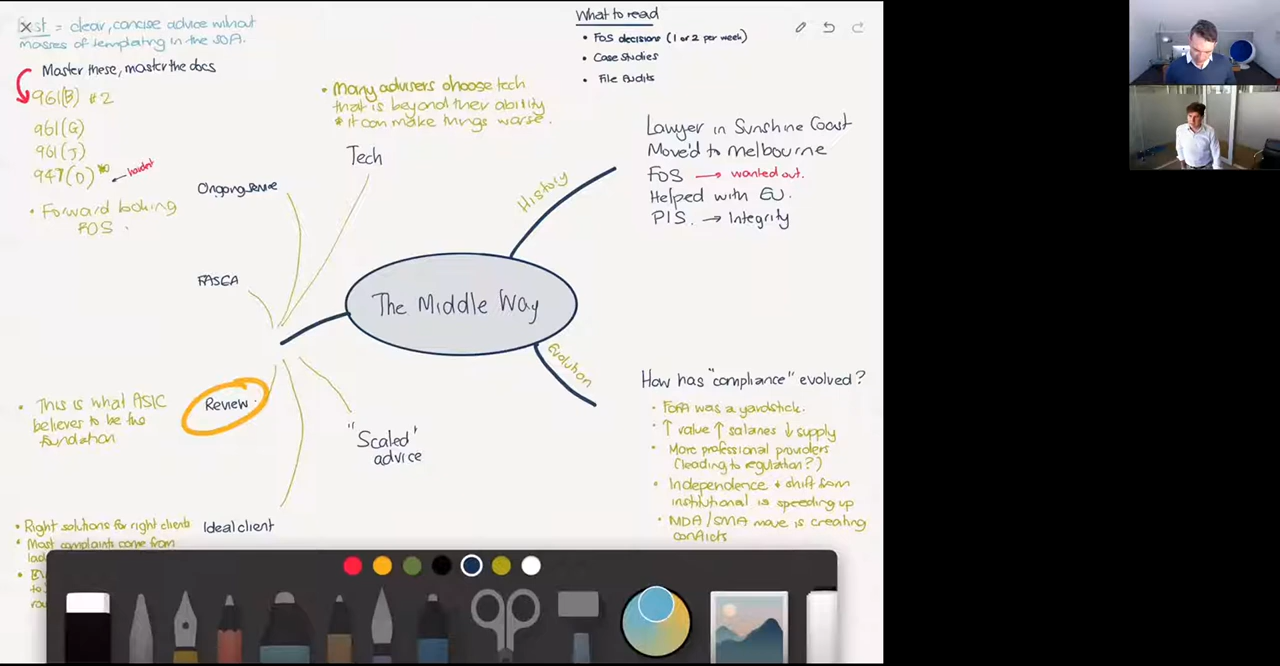 = clear, concise advice without
masses of templating in the SOA.
Master these, master the docs
961(B) #2
961(G)
961(J)
947(D)
harder
• Forward looking
ROS
Ongoing service
FASEA
• Many advisers choose tech
that is beyond their ability
* it can make things worse.
Tech
What to read
• FOS decisions (1 or 2 per week)
• Case Studies
• File Audits
History
Lawyer in Sunshine Coast
Move'd to Melbourne
FOS → wanted out.
Helped with EU.
PIS. → Integrity
The Middle Way
Evolution
How has "compliance" evolved?
• FoFA was a yardstick.
• ↑ value ↑ salaries ↓ supply
• More professional providers
(leading to regulation?)
• Independence + shift from
institutional is speeding up
• MDA/SMA move is creating
conflicts
• This is what ASIC
believes to be the
foundation
Review
"Scaled"
advice
Ideal client
• Right solutions for right clients
• Most complaints come from